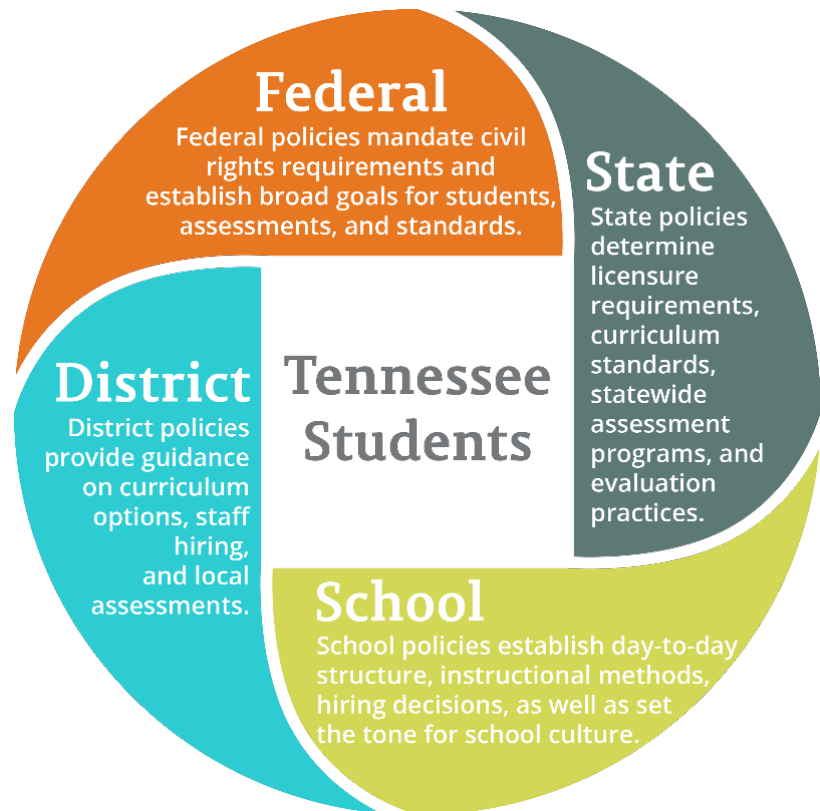 Federal
Federal policies mandate civil
rights requirements and
establish broad goals for students,
assessments, and standards.
State
State policies
determine
licensure
requirements,
curriculum
standards,
statewide
assessment
programs, and
evaluation
practices.
District
District policies
provide guidance
on curriculum
options, staff
hiring,
and local
assessments.
Tennessee
Students
School
School policies establish day-to-day
structure, instructional methods,
hiring decisions, as well as set
the tone for school culture.